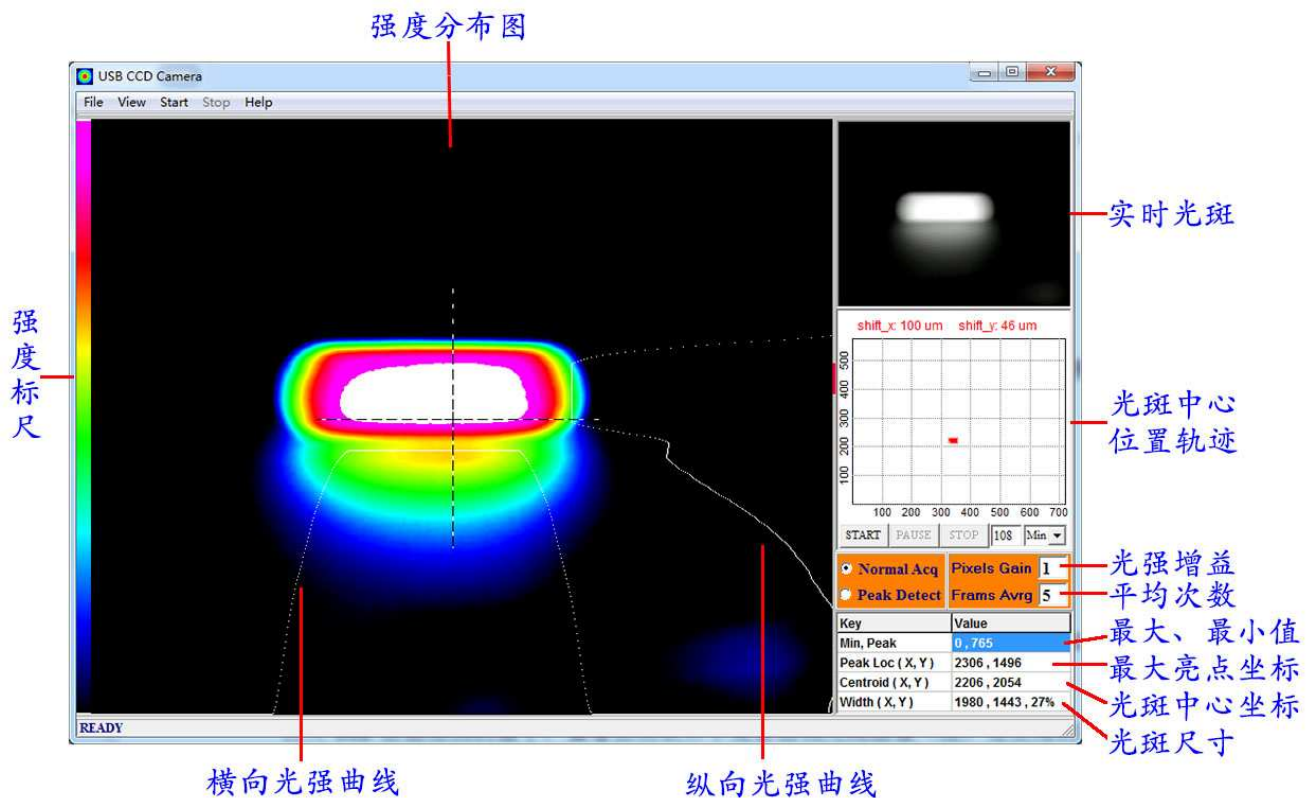 强度分布图
USB CCD Camera
File View Start Stop Help
实时光斑
强度标尺
shift_x: 100 um shift_y: 46 um
500
400
300
200
100
100 200 300 400 500 600 700
光斑中心
位置轨迹
START PAUSE STOP 108 Min
Normal Acq Pixels Gain 1
光强增益
Peak Detect Frams Avrg 5
平均次数
Key Value
Min, Peak 0 , 765
最大、最小值
Peak Loc ( X, Y ) 2306 , 1496
最大亮点坐标
Centroid ( X, Y ) 2206 , 2054
光斑中心坐标
Width ( X, Y ) 1980 , 1443 , 27%
光斑尺寸
READY
横向光强曲线
纵向光强曲线